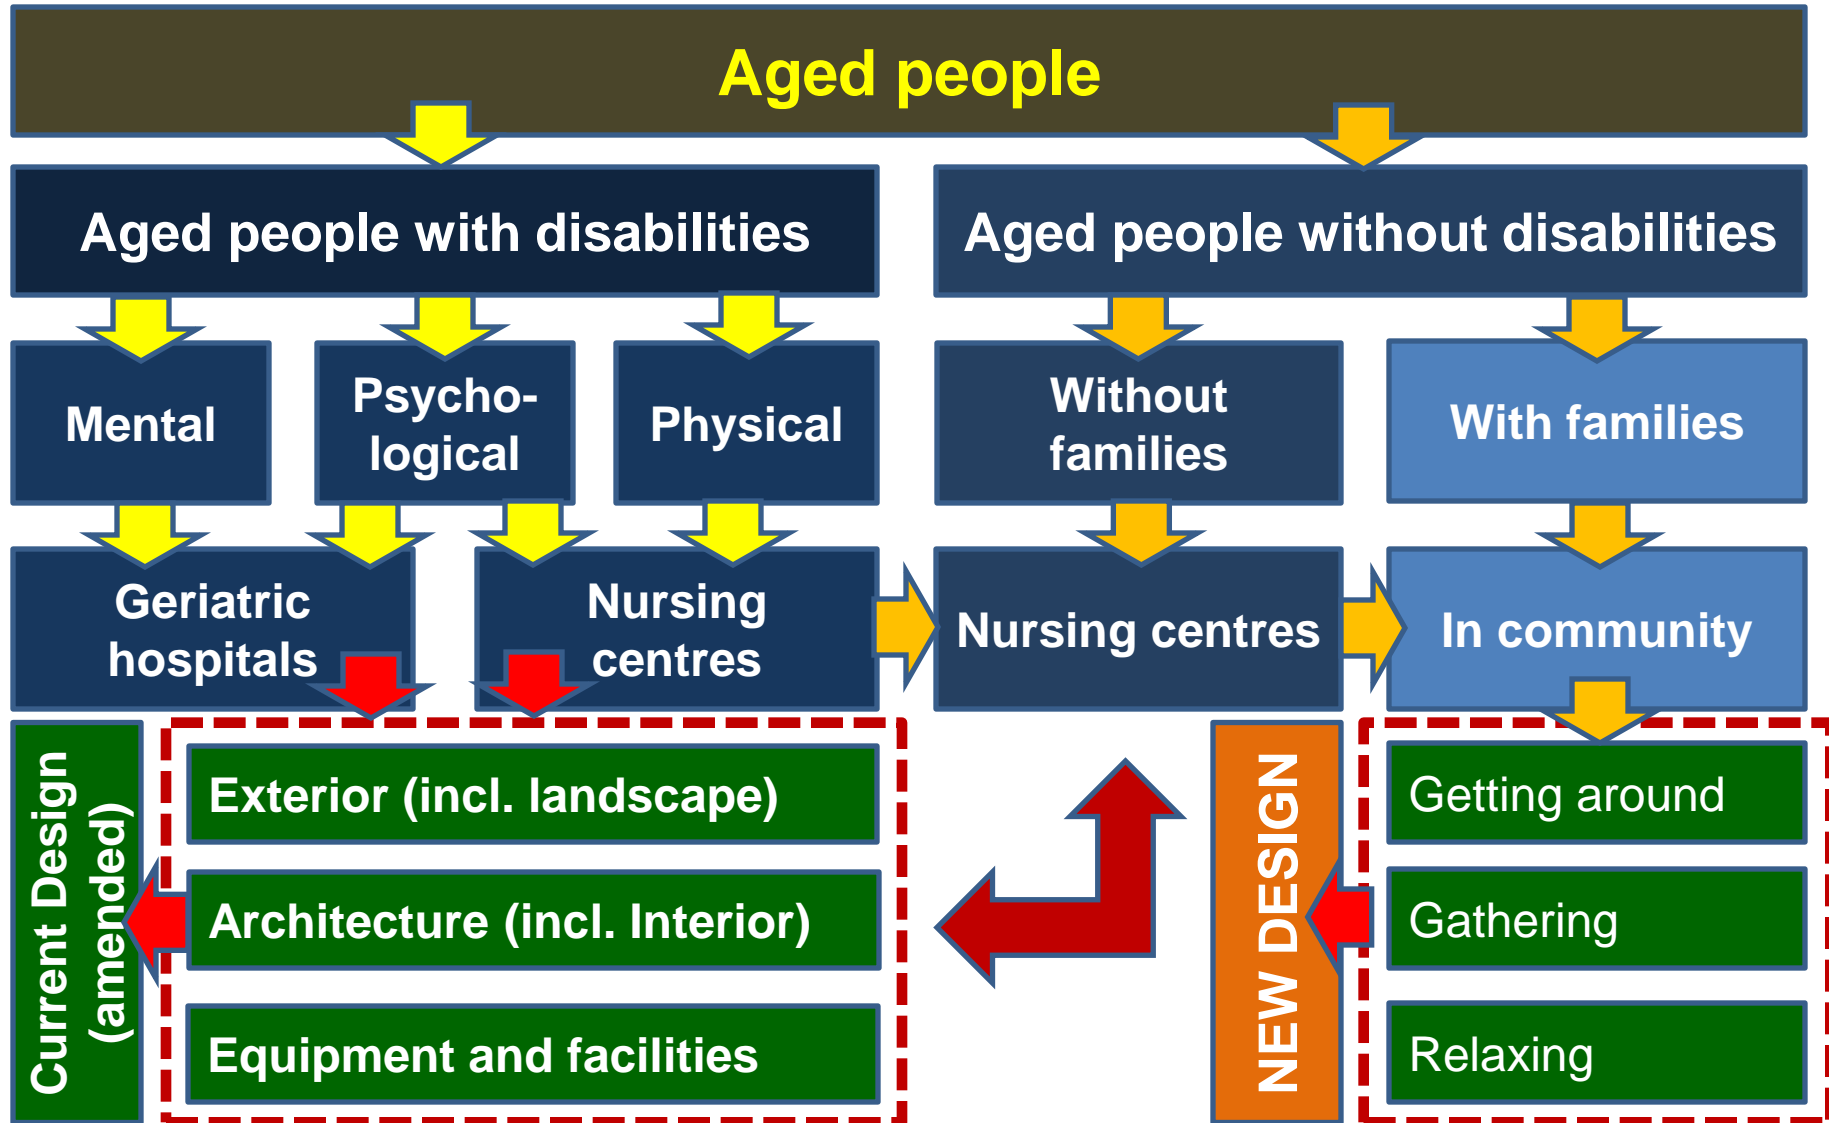 Aged people
Aged people with disabilities
Aged people without disabilities
Mental
Psycho-
logical
Physical
Without
families
With families
Geriatric
hospitals
Nursing
centres
Nursing centres
In community
Current Design
(amended)
Exterior (incl. landscape)
Architecture (incl. Interior)
Equipment and facilities
NEW DESIGN
Getting around
Gathering
Relaxing